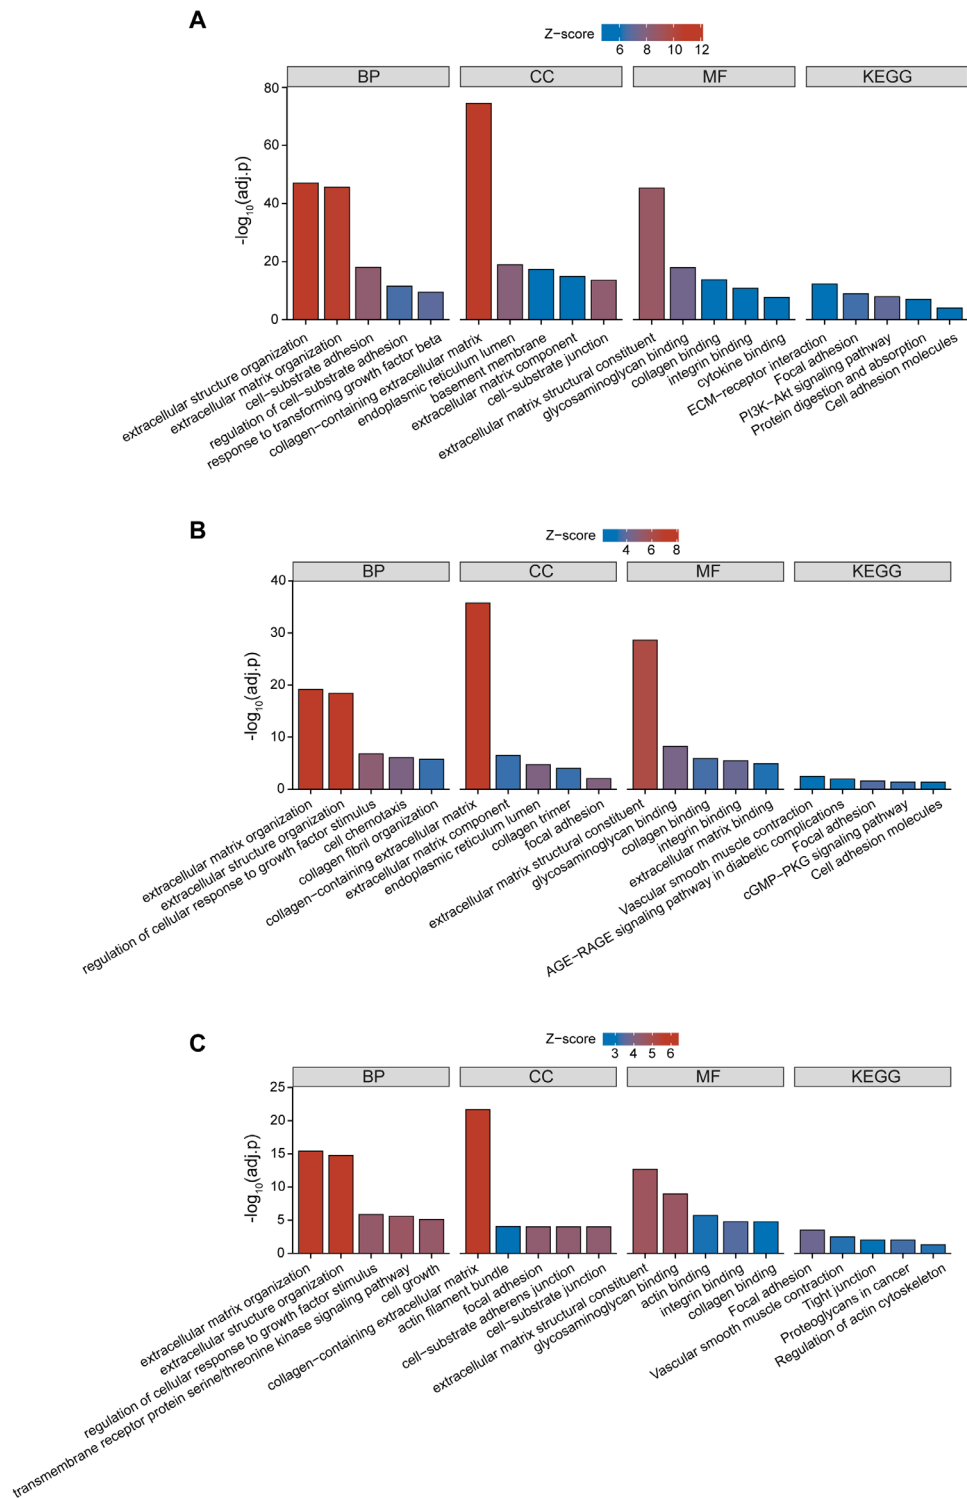 A
Z-score
6 8 10 12
BP CC MF KEGG
-log10(adj.p)
80
60
40
20
0
extracellular structure organization
extracellular matrix organization
cell-substrate adhesion
regulation of cell-substrate adhesion
response to transforming growth factor beta
collagen-containing extracellular matrix
endoplasmic reticulum lumen
basement membrane
extracellular matrix component
cell-substrate junction
extracellular matrix structural constituent
glycosaminoglycan binding
collagen binding
integrin binding
cytokine binding
ECM-receptor interaction
Focal adhesion
PI3K-Akt signaling pathway
Protein digestion and absorption
Cell adhesion molecules
B
Z-score
4 6 8
BP CC MF KEGG
-log10(adj.p)
40
30
20
10
0
extracellular matrix organization
extracellular structure organization
regulation of cellular response to growth factor stimulus
cell chemotaxis
collagen fibril organization
collagen-containing extracellular matrix
extracellular matrix component
endoplasmic reticulum lumen
collagen trimer
focal adhesion
extracellular matrix structural constituent
glycosaminoglycan binding
collagen binding
integrin binding
extracellular matrix binding
Vascular smooth muscle contraction
AGE-RAGE signaling pathway in diabetic complications
Focal adhesion
cGMP-PKG signaling pathway
Cell adhesion molecules
C
Z-score
3 4 5 6
BP CC MF KEGG
-log10(adj.p)
25
20
15
10
5
0
extracellular matrix organization
extracellular structure organization
regulation of cellular response to growth factor stimulus
transmembrane receptor protein serine/threonine kinase signaling pathway
cell growth
collagen-containing extracellular matrix
actin filament bundle
focal adhesion
cell-substrate adherens junction
cell-substrate junction
extracellular matrix structural constituent
glycosaminoglycan binding
actin binding
integrin binding
collagen binding
Focal adhesion
Vascular smooth muscle contraction
Tight junction
Proteoglycans in cancer
Regulation of actin cytoskeleton